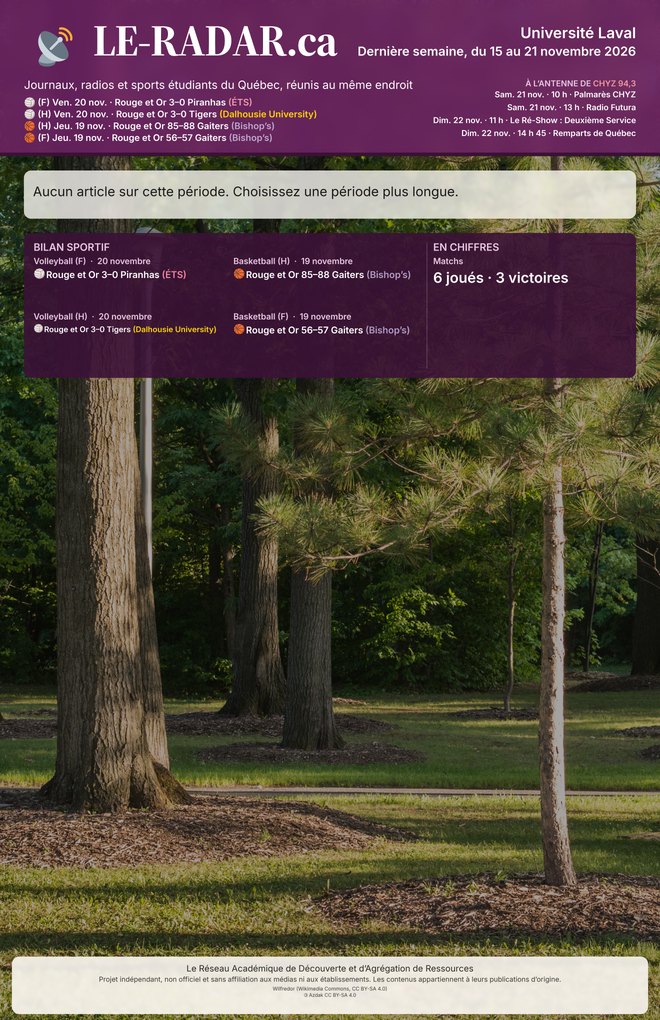 LE-RADAR.ca
Université Laval
Dernière semaine, du 15 au 21 novembre 2026
Journaux, radios et sports étudiants du Québec, réunis au même endroit
(F) Ven. 20 nov. · Rouge et Or 3–0 Piranhas (ÉTS)
(H) Ven. 20 nov. · Rouge et Or 3–0 Tigers (Dalhousie University)
(H) Jeu. 19 nov. · Rouge et Or 85–88 Gaiters (Bishop's)
(F) Jeu. 19 nov. · Rouge et Or 56–57 Gaiters (Bishop's)
À L'ANTENNE DE CHYZ 94,3
Sam. 21 nov. · 10 h · Palmarès CHYZ
Sam. 21 nov. · 13 h · Radio Futura
Dim. 22 nov. · 11 h · Le Ré-Show : Deuxième Service
Dim. 22 nov. · 14 h 45 · Remparts de Québec
Aucun article sur cette période. Choisissez une période plus longue.
BILAN SPORTIF
Volleyball (F) · 20 novembre
Rouge et Or 3–0 Piranhas (ÉTS)
Volleyball (H) · 20 novembre
Rouge et Or 3–0 Tigers (Dalhousie University)
Basketball (H) · 19 novembre
Rouge et Or 85–88 Gaiters (Bishop's)
Basketball (F) · 19 novembre
Rouge et Or 56–57 Gaiters (Bishop's)
EN CHIFFRES
Matchs
6 joués · 3 victoires
Le Réseau Académique de Découverte et d'Agrégation de Ressources
Projet indépendant, non officiel et sans affiliation aux médias ni aux établissements. Les contenus appartiennent à leurs publications d'origine.
Wilfredor (Wikimedia Commons, CC BY-SA 4.0)
Azdak CC BY-SA 4.0